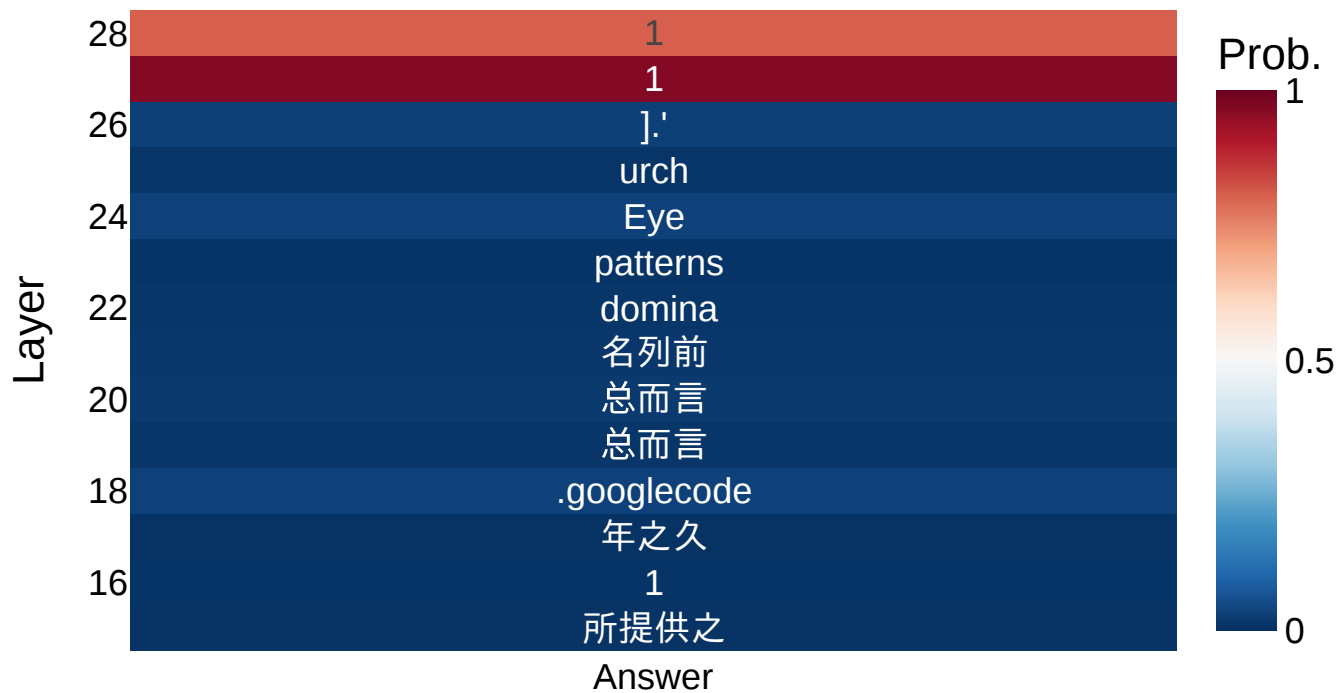 28
1
Prob.
1
1
26
].'
urch
24
Eye
patterns
22
domina
Layer
名列前
0.5
20
总而言
总而言
18
.googlecode
年之久
16
1
所提供之
0
Answer